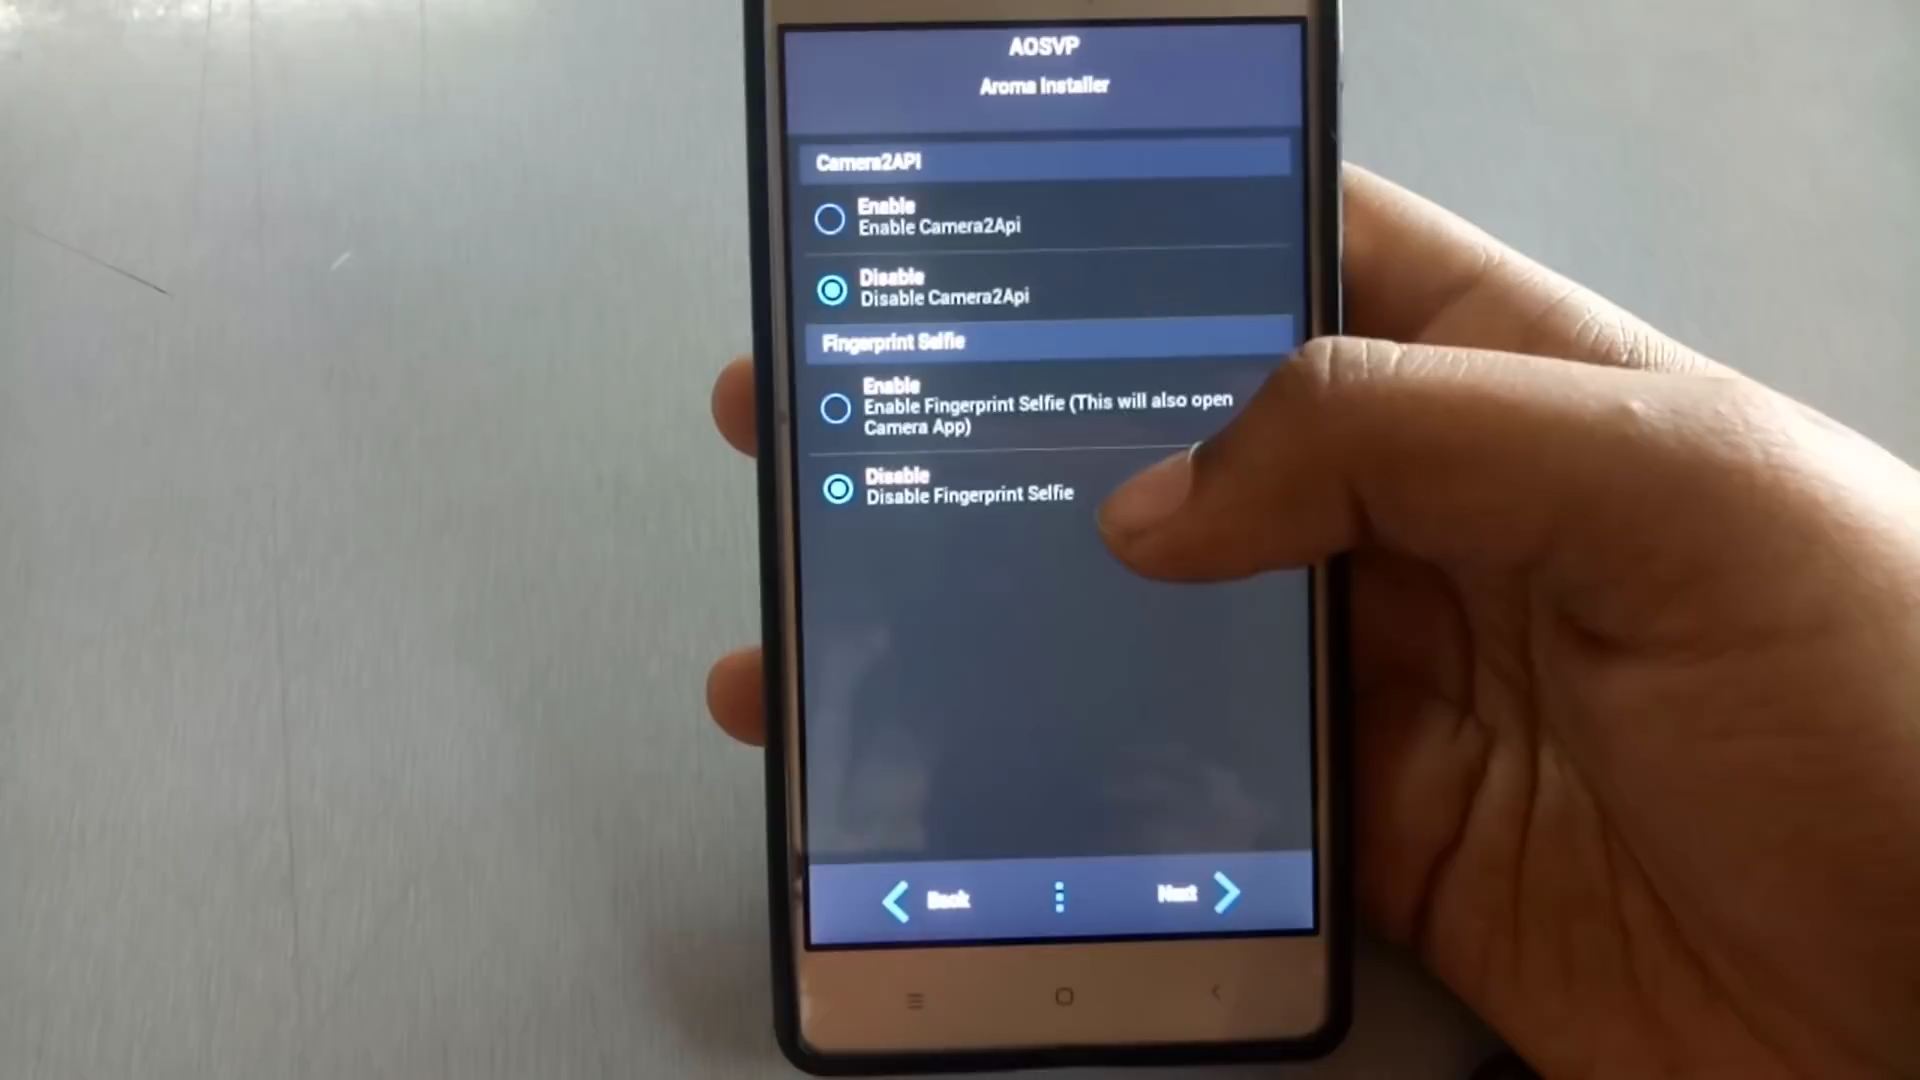 AOSVP
Aroma Installer
Camera2API
Enable
Enable Camera2Api
Disable
Disable Camera2Api
Fingerprint Selfie
Enable
Enable Fingerprint Selfie (This will also open
Camera App)
Disable
Disable Fingerprint Selfie
Back
Next